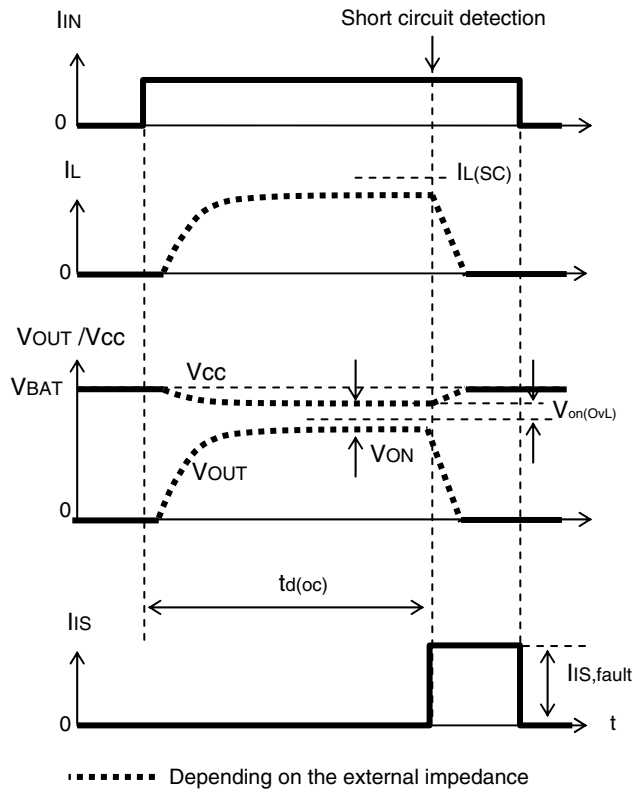 Short circuit detection
IIN
0
IL
IL(SC)
0
VOUT /Vcc
VBAT
Vcc
Von(OvL)
VOUT
VON
0
td(oc)
IIS
IIS,fault
0
t
Depending on the external impedance